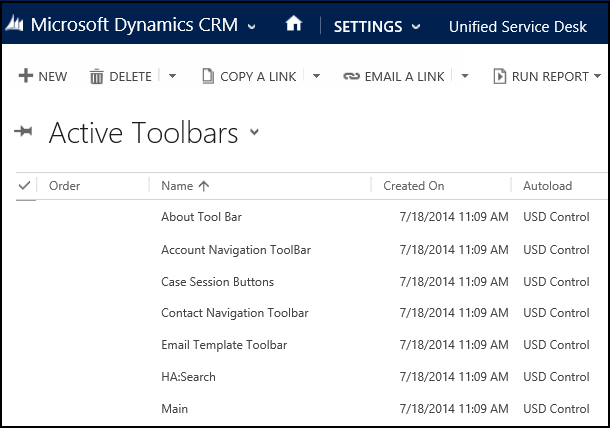 Microsoft Dynamics CRM SETTINGS Unified Service Desk
NEW DELETE COPY A LINK EMAIL A LINK RUN REPORT
Active Toolbars
Order Name Created On Autoload
About Tool Bar 7/18/2014 11:09 AM USD Control
Account Navigation ToolBar 7/18/2014 11:09 AM USD Control
Case Session Buttons 7/18/2014 11:09 AM USD Control
Contact Navigation Toolbar 7/18/2014 11:09 AM USD Control
Email Template Toolbar 7/18/2014 11:09 AM USD Control
HA:Search 7/18/2014 11:09 AM USD Control
Main 7/18/2014 11:09 AM USD Control